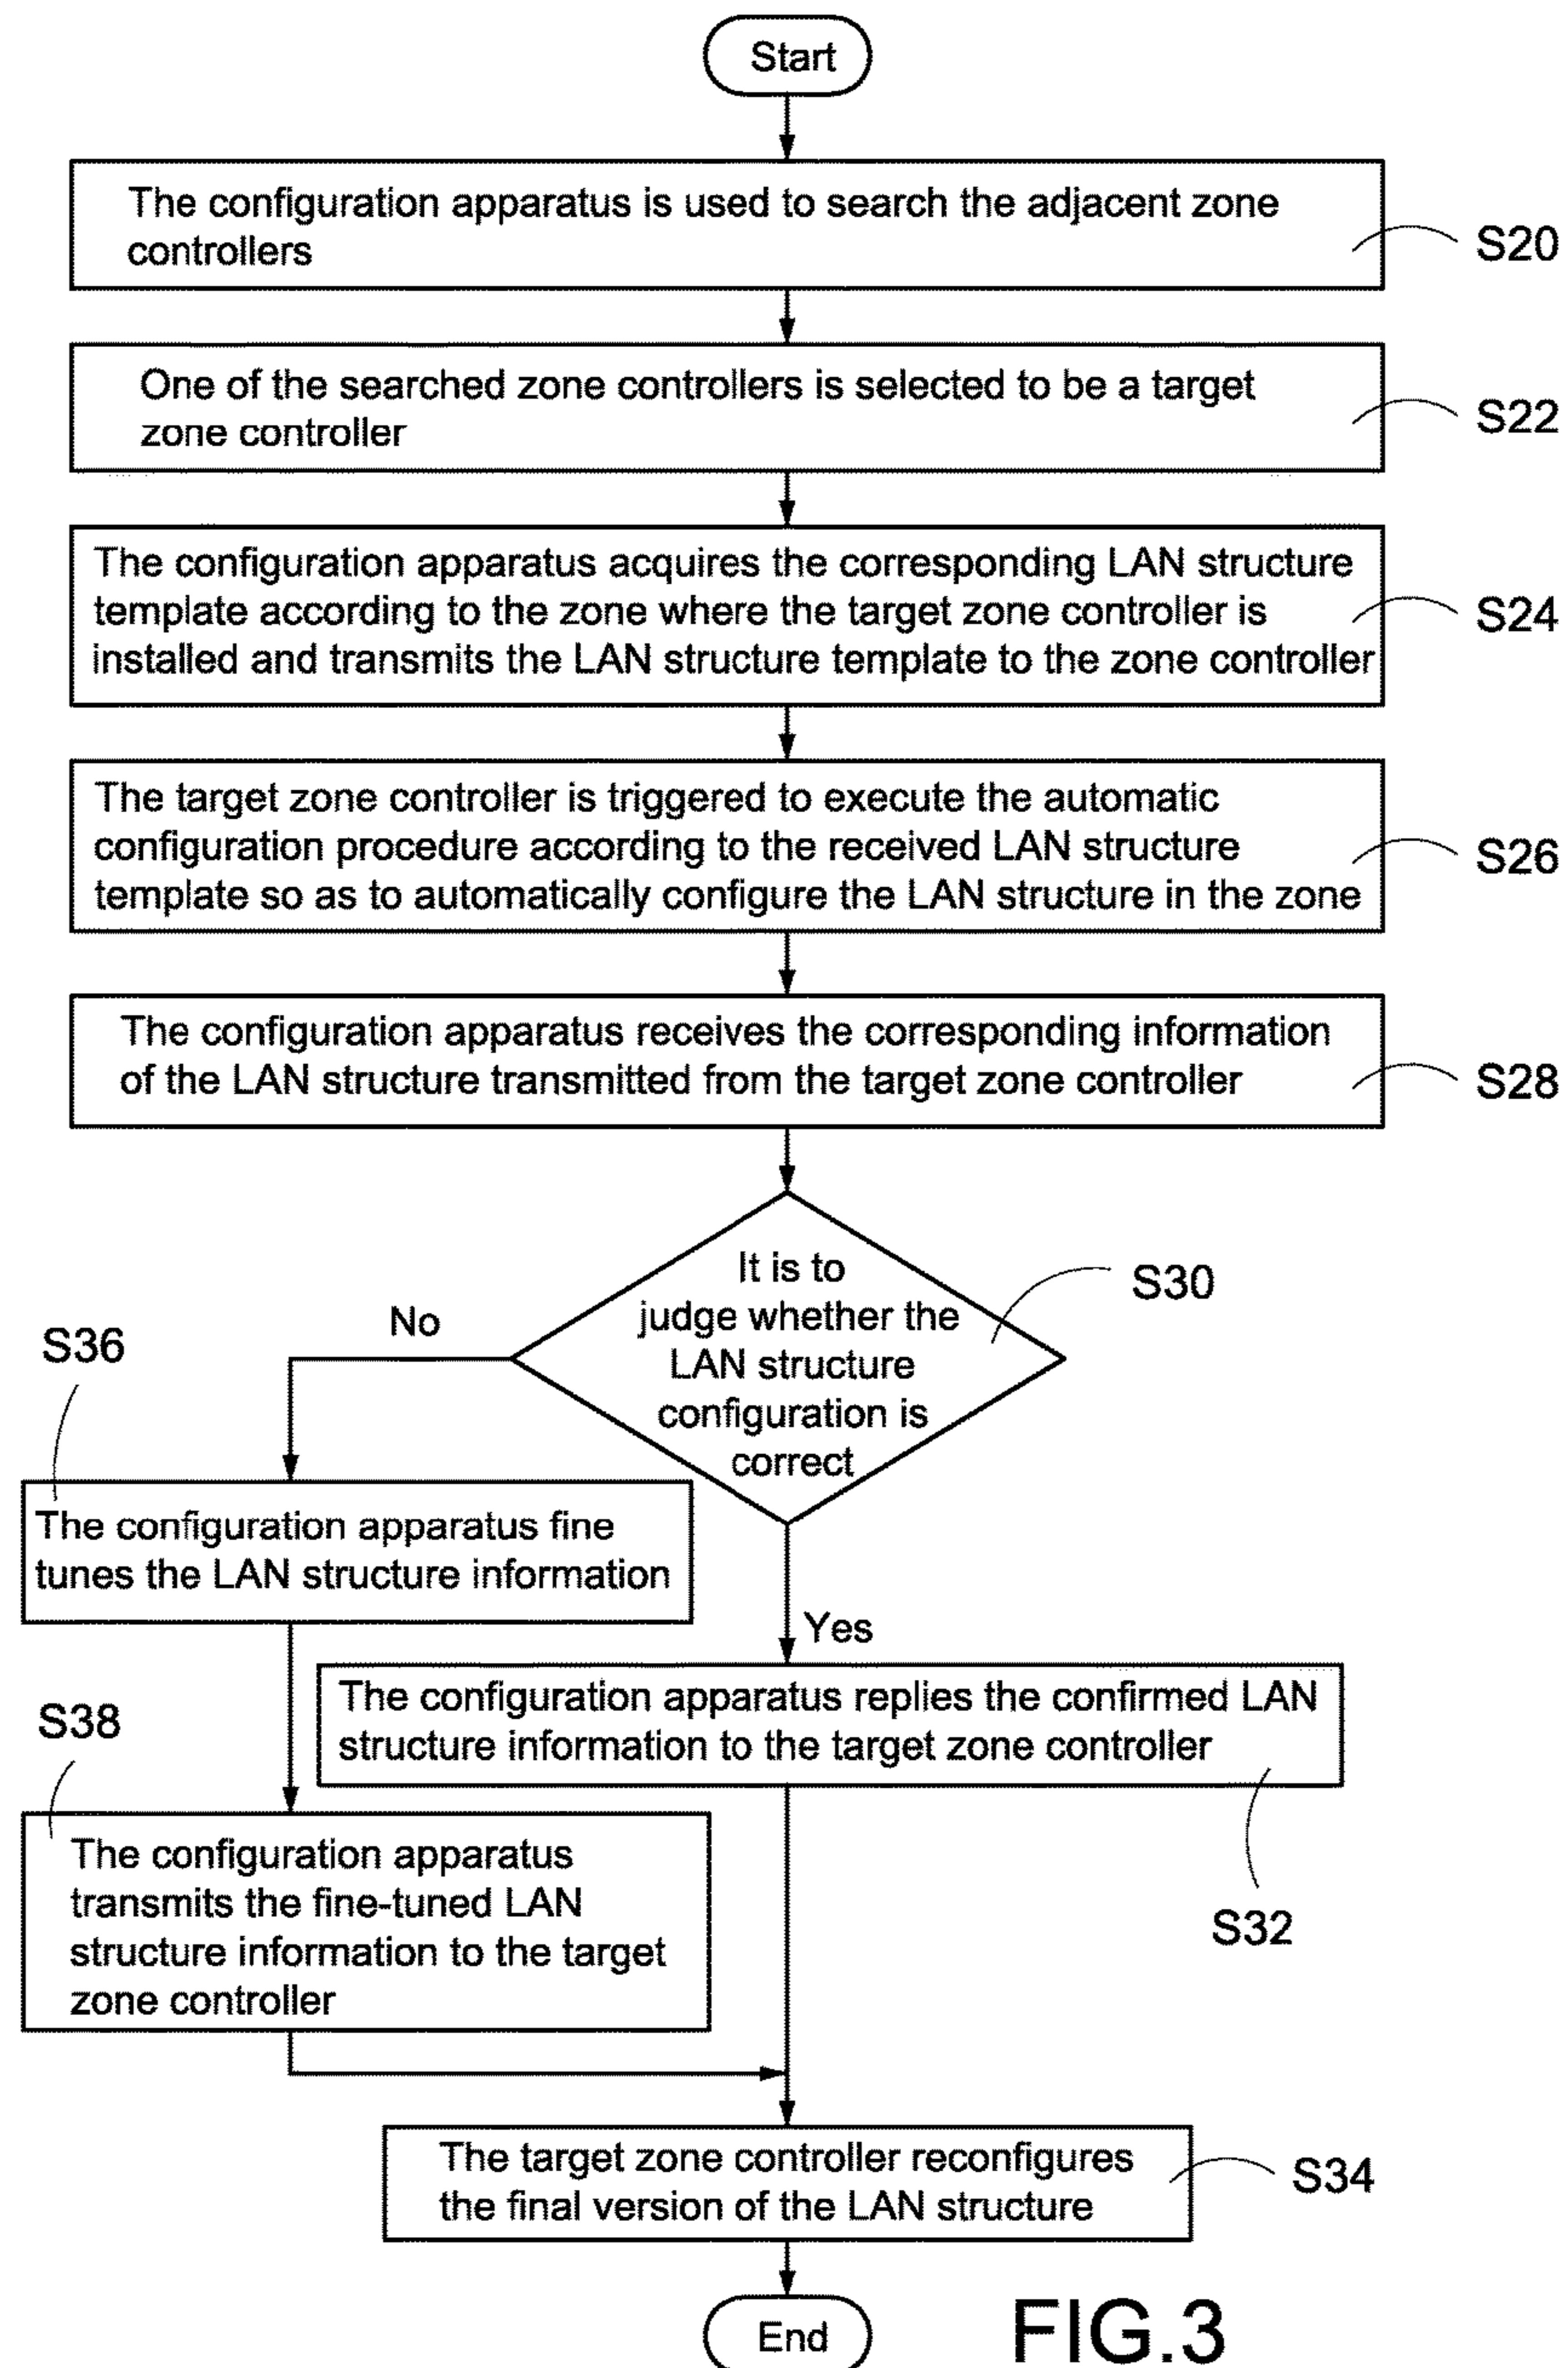 Start
The configuration apparatus is used to search the adjacent zone
controllers
S20
One of the searched zone controllers is selected to be a target
zone controller
S22
The configuration apparatus acquires the corresponding LAN structure
template according to the zone where the target zone controller is
installed and transmits the LAN structure template to the zone controller
S24
The target zone controller is triggered to execute the automatic
configuration procedure according to the received LAN structure
template so as to automatically configure the LAN structure in the zone
S26
The configuration apparatus receives the corresponding information
of the LAN structure transmitted from the target zone controller
S28
It is to
judge whether the
LAN structure
configuration is
correct
S30
No
S36
The configuration apparatus fine
tunes the LAN structure information
Yes
The configuration apparatus replies the confirmed LAN
structure information to the target zone controller
S32
S38
The configuration apparatus
transmits the fine-tuned LAN
structure information to the target
zone controller
The target zone controller reconfigures
the final version of the LAN structure
S34
End
FIG.3